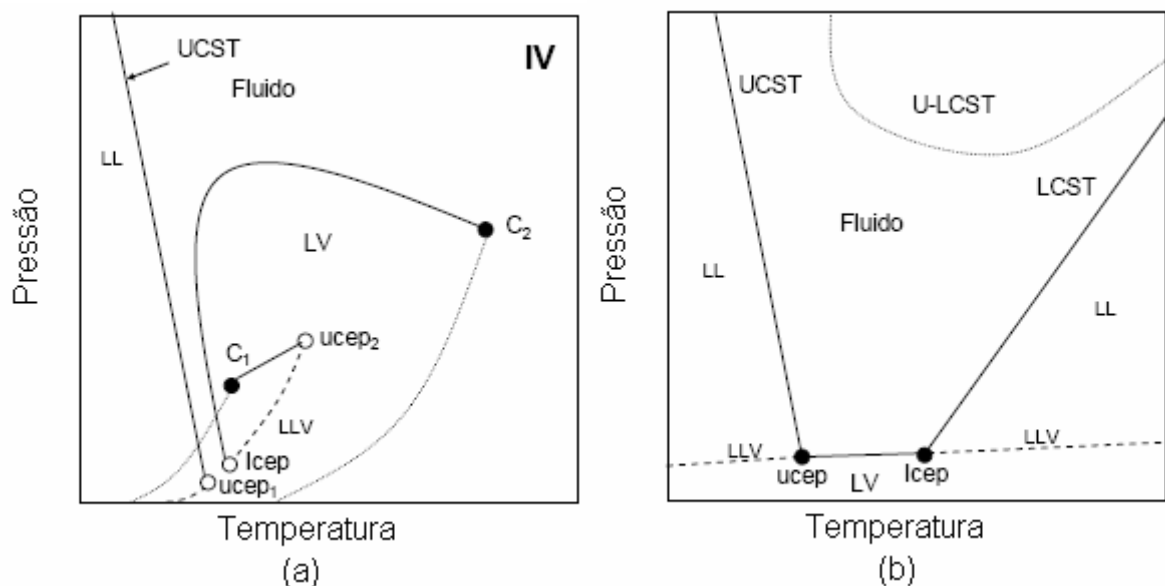 IV
UCST
Fluido
LL
C₂
LV
C₁
ucep₂
LLV
lcep
ucep₁
Pressão
Temperatura
(a)
UCST
U-LCST
LCST
Fluido
LL
LL
LLV
LLV
ucep
lcep
LV
Pressão
Temperatura
(b)